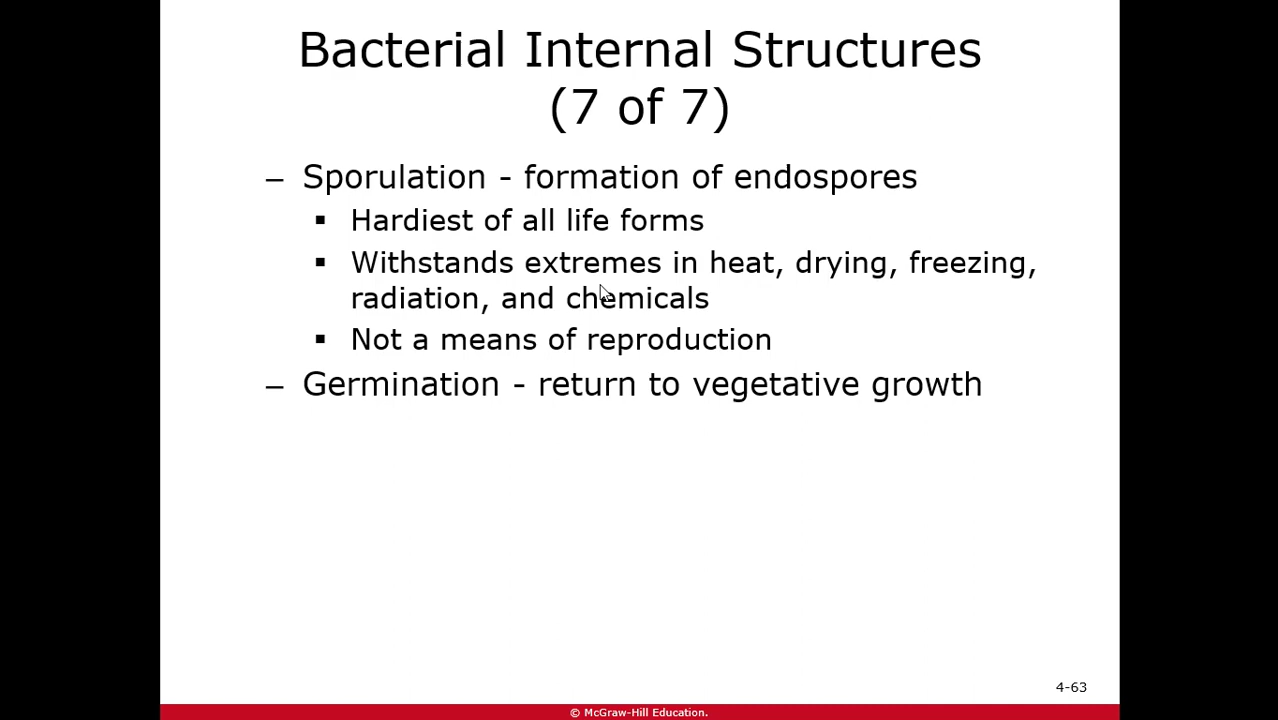 Bacterial Internal Structures
(7 of 7)
– Sporulation - formation of endospores
▪ Hardiest of all life forms
▪ Withstands extremes in heat, drying, freezing,
radiation, and chemicals
▪ Not a means of reproduction
– Germination - return to vegetative growth
4-63
© McGraw-Hill Education.